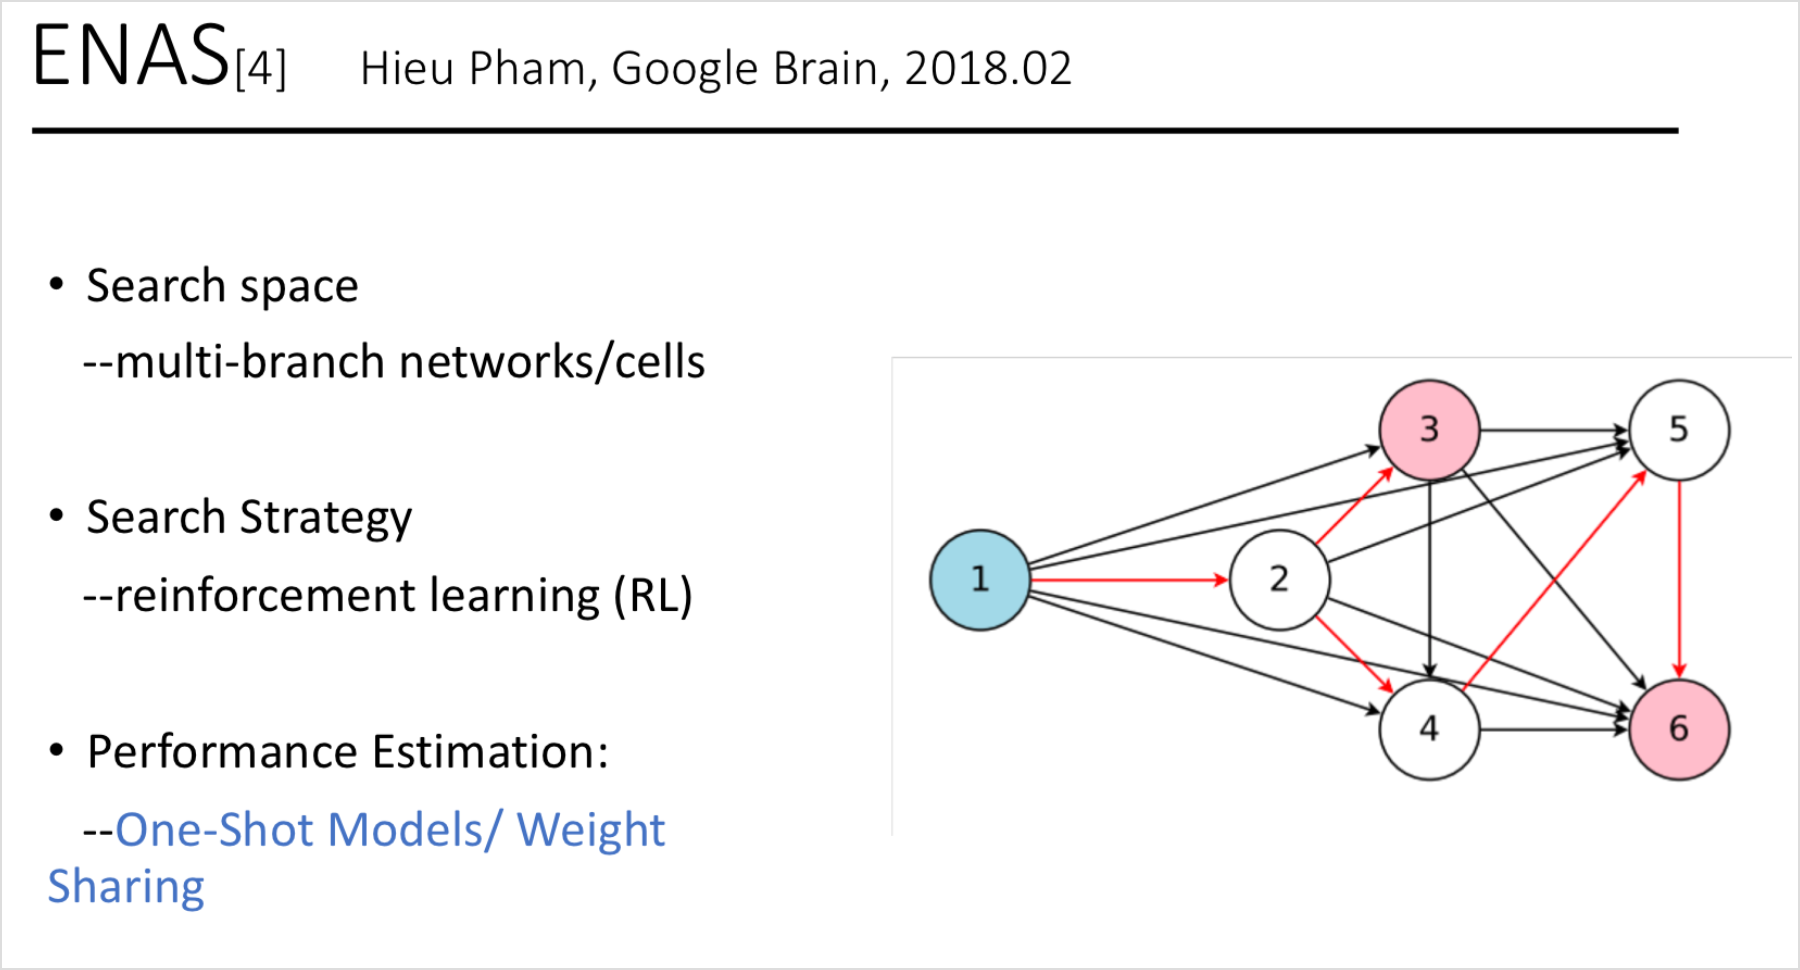 ENAS[4] Hieu Pham, Google Brain, 2018.02
• Search space
--multi-branch networks/cells
• Search Strategy
--reinforcement learning (RL)
• Performance Estimation:
--One-Shot Models/ Weight
Sharing
3
5
1
2
4
6